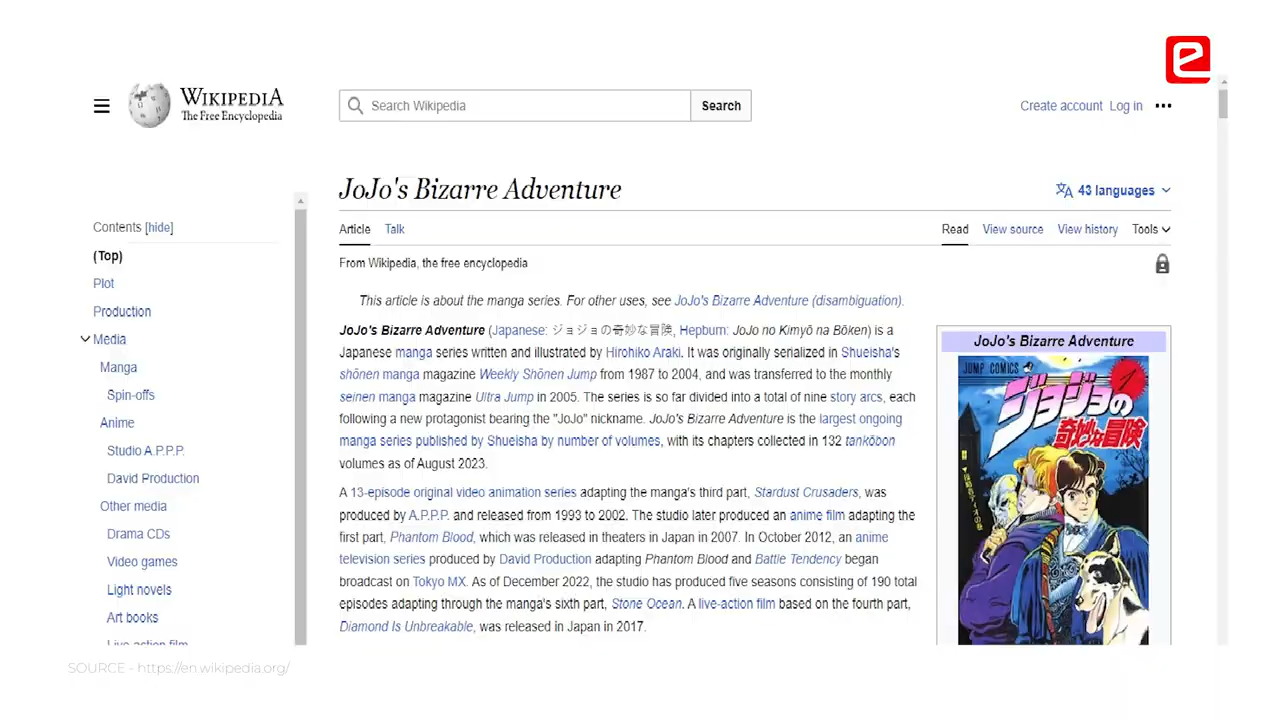 WIKIPEDIA
The Free Encyclopedia
Search Wikipedia
Search
Create account Log in
JoJo's Bizarre Adventure
43 languages
Contents [hide]
(Top)
Plot
Production
Media
Manga
Spin-offs
Anime
Studio A.P.P.P.
David Production
Other media
Drama CDs
Video games
Light novels
Art books
Live-action film
Article Talk
Read View source View history Tools
From Wikipedia, the free encyclopedia
This article is about the manga series. For other uses, see JoJo's Bizarre Adventure (disambiguation).
JoJo's Bizarre Adventure (Japanese: ジョジョの奇妙な冒険, Hepburn: JoJo no Kimyō na Bōken) is a
Japanese manga series written and illustrated by Hirohiko Araki. It was originally serialized in Shueisha's
shōnen manga magazine Weekly Shōnen Jump from 1987 to 2004, and was transferred to the monthly
seinen manga magazine Ultra Jump in 2005. The series is so far divided into a total of nine story arcs, each
following a new protagonist bearing the "JoJo" nickname. JoJo's Bizarre Adventure is the largest ongoing
manga series published by Shueisha by number of volumes, with its chapters collected in 132 tankōbon
volumes as of August 2023.
A 13-episode original video animation series adapting the manga's third part, Stardust Crusaders, was
produced by A.P.P.P. and released from 1993 to 2002. The studio later produced an anime film adapting the
first part, Phantom Blood, which was released in theaters in Japan in 2007. In October 2012, an anime
television series produced by David Production adapting Phantom Blood and Battle Tendency began
broadcast on Tokyo MX. As of December 2022, the studio has produced five seasons consisting of 190 total
episodes adapting through the manga's sixth part, Stone Ocean. A live-action film based on the fourth part,
Diamond Is Unbreakable, was released in Japan in 2017.
JoJo's Bizarre Adventure
JUMP COMICS
ジョジョの
奇妙な冒険
1
SOURCE - https://en.wikipedia.org/
e